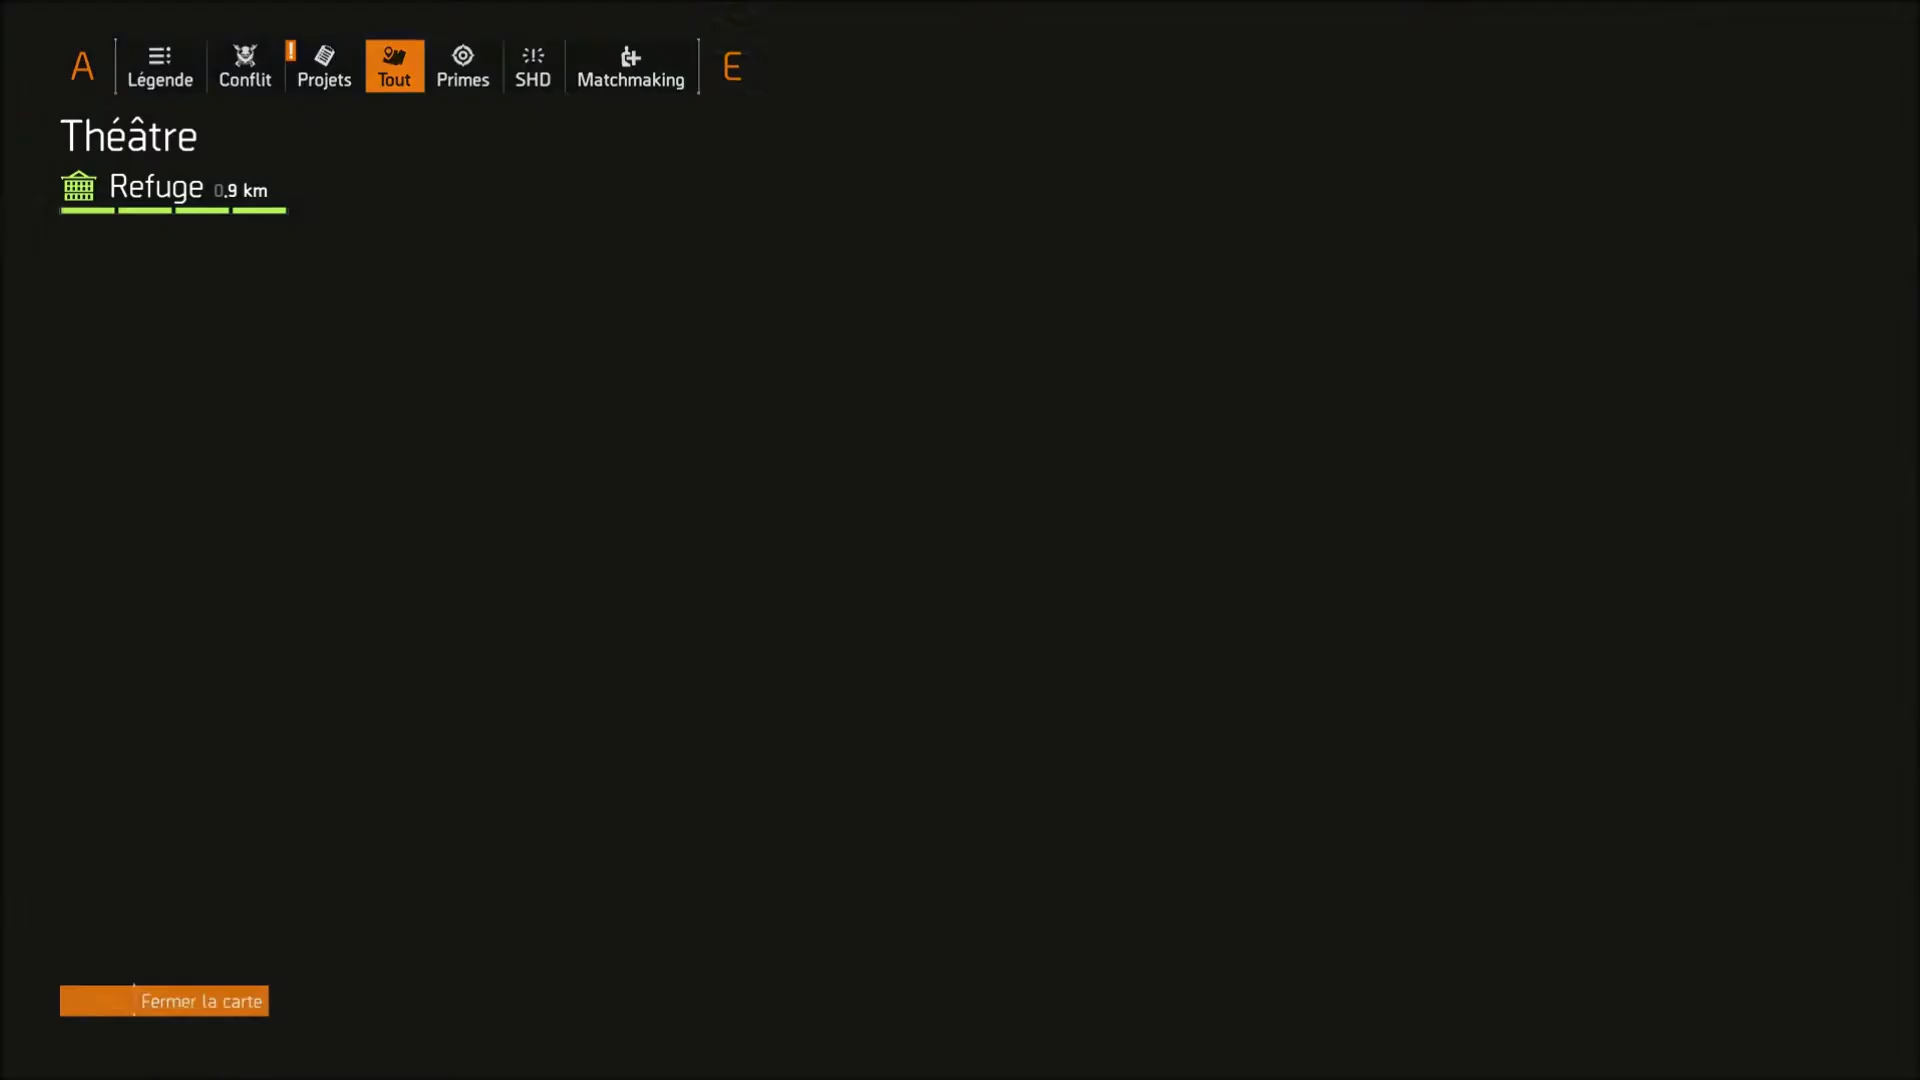 A Légende Conflit ! Projets Tout Primes SHD Matchmaking E
Théâtre
Refuge 0.9 km
Fermer la carte